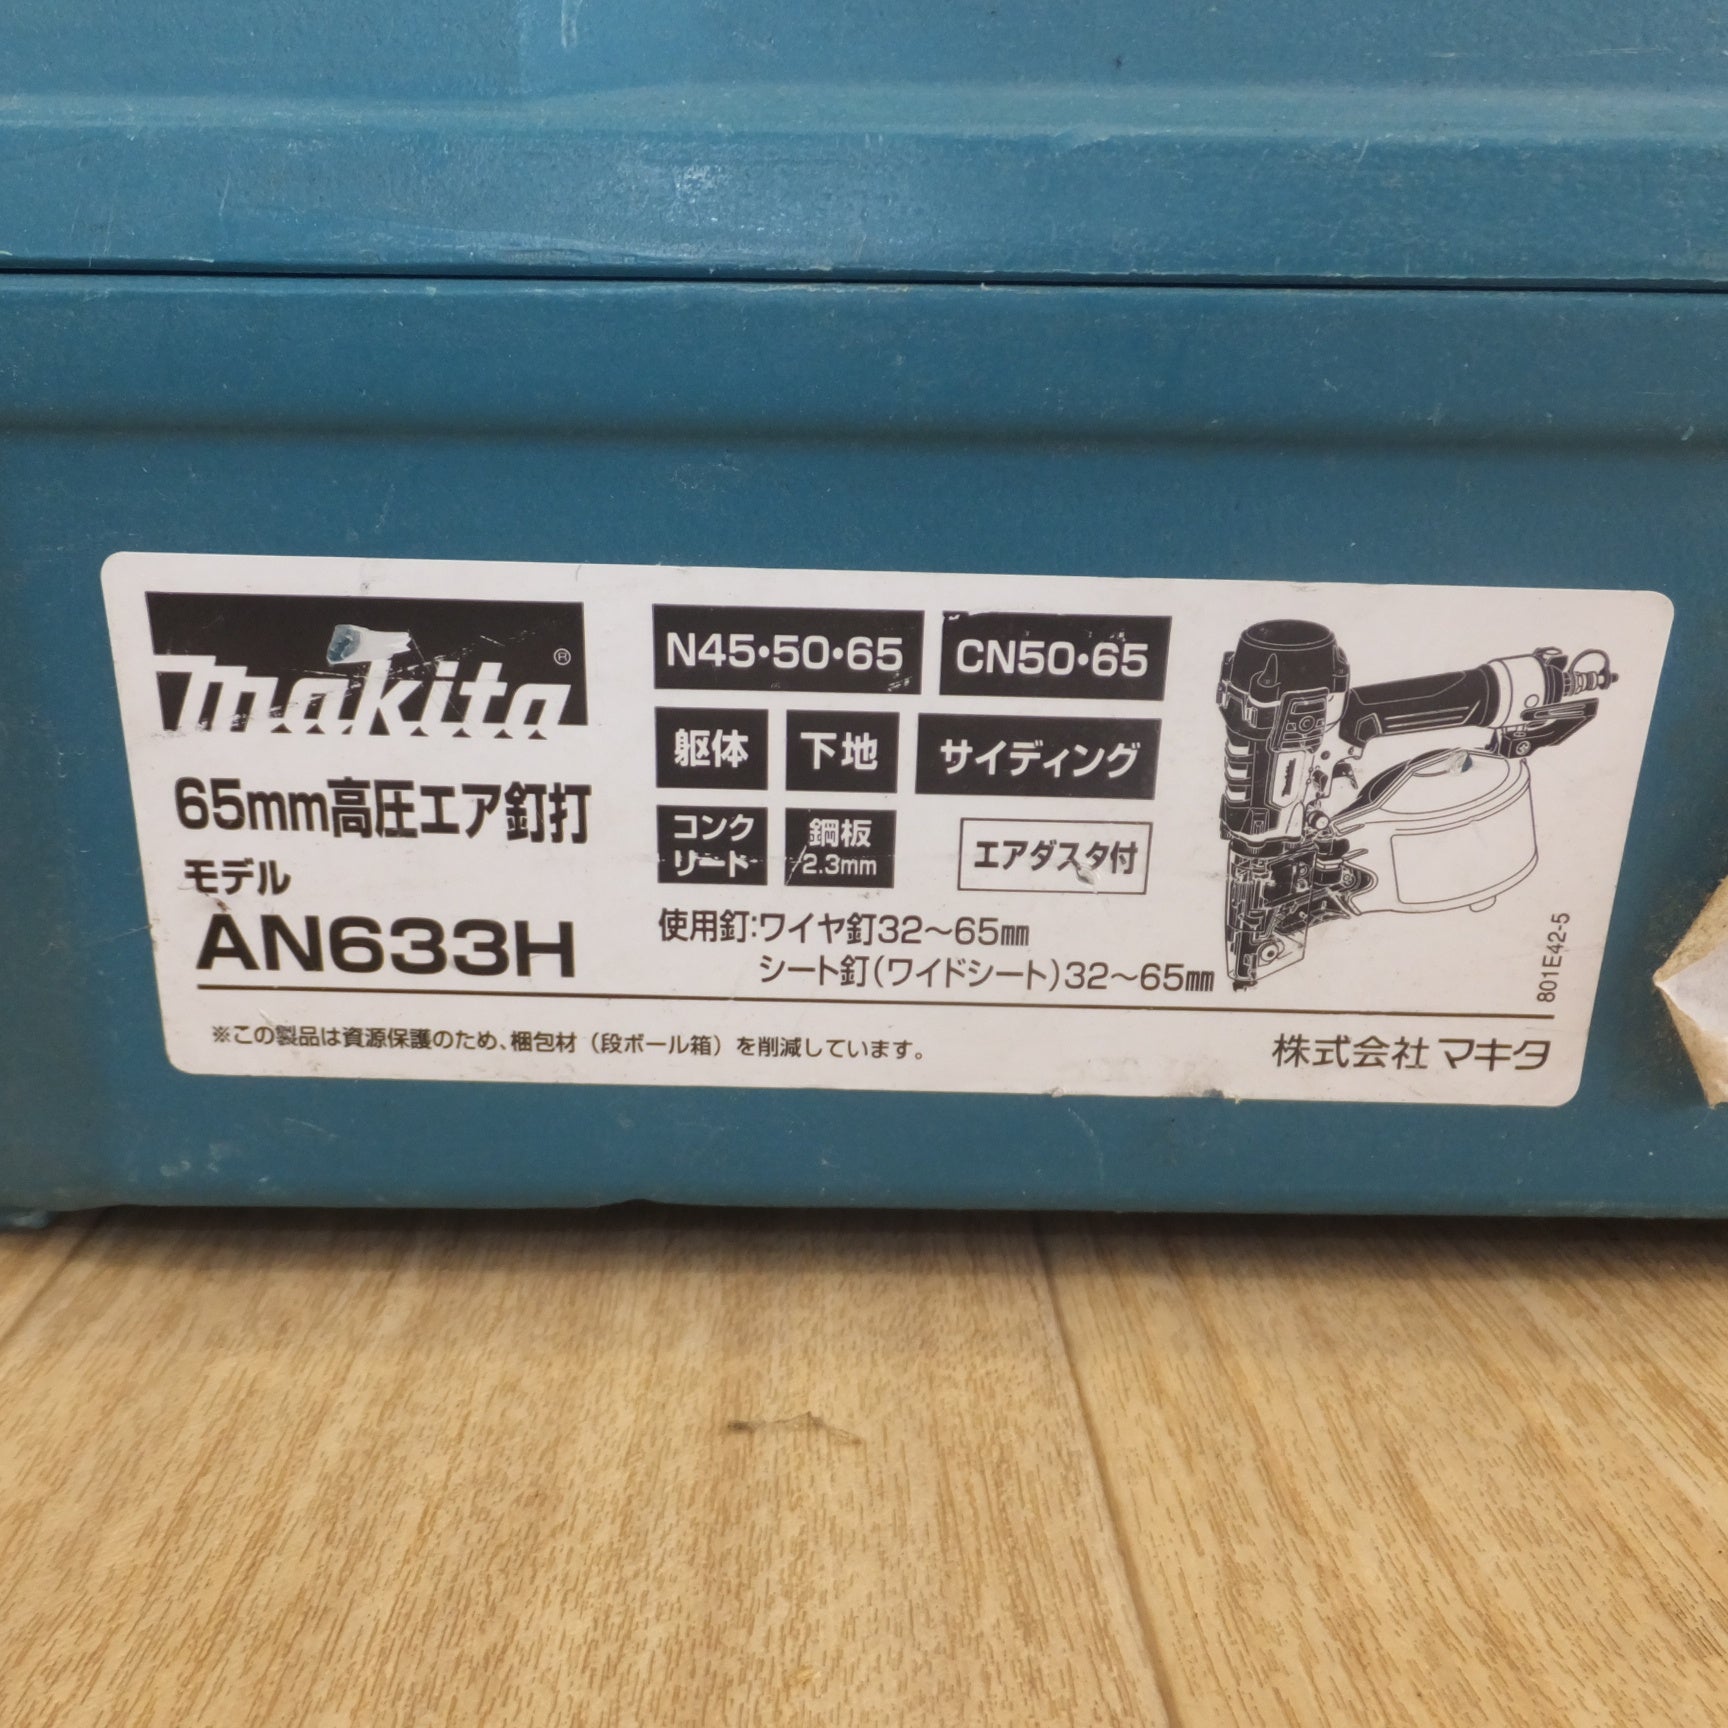 makita®
65mm高圧エア釘打
モデル
AN633H
N45・50・65
CN50・65
躯体
下地
サイディング
コンク
リート
鋼板
2.3mm
エアダスタ付
使用釘:ワイヤ釘32～65㎜
シート釘(ワイドシート)32～65㎜
makita
801E42-5
※この製品は資源保護のため、梱包材（段ボール箱）を削減しています。
株式会社マキタ